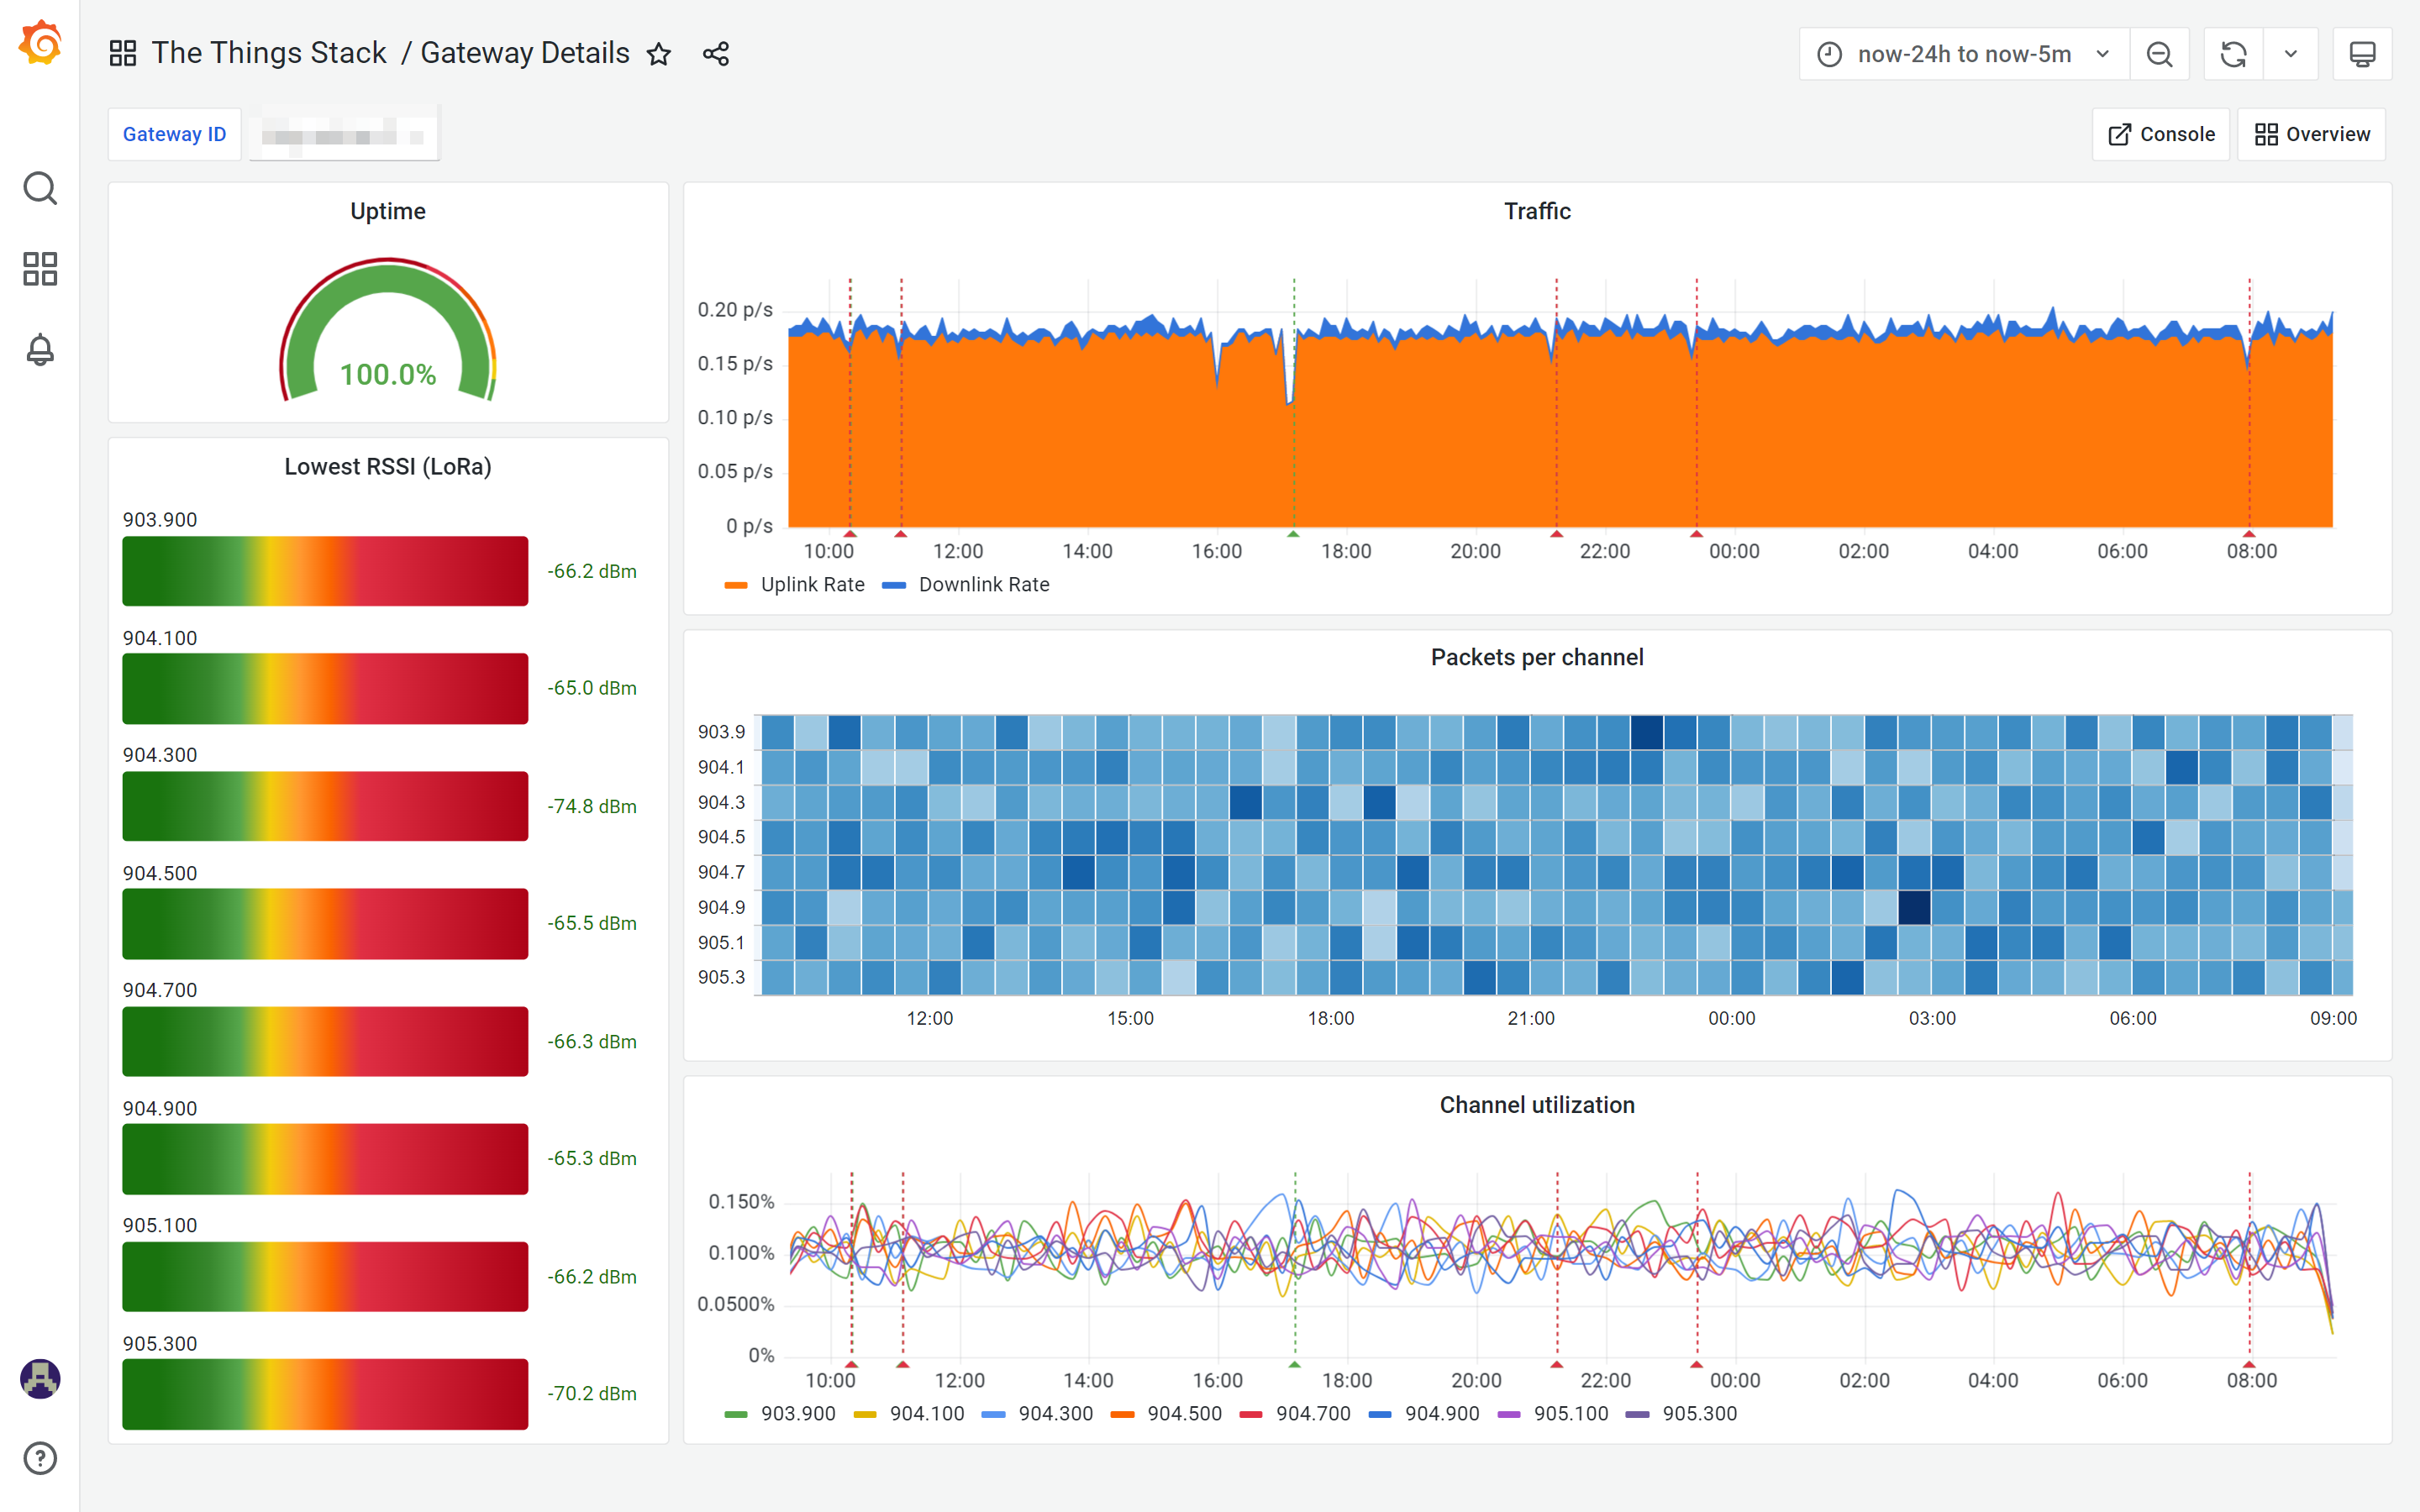 The Things Stack / Gateway Details
now-24h to now-5m
Gateway ID
Console
Overview
Uptime
100.0%
Lowest RSSI (LoRa)
903.900
-66.2 dBm
904.100
-65.0 dBm
904.300
-74.8 dBm
904.500
-65.5 dBm
904.700
-66.3 dBm
904.900
-65.3 dBm
905.100
-66.2 dBm
905.300
-70.2 dBm
Traffic
0.20 p/s
0.15 p/s
0.10 p/s
0.05 p/s
0 p/s
10:00 12:00 14:00 16:00 18:00 20:00 22:00 00:00 02:00 04:00 06:00 08:00
Uplink Rate Downlink Rate
Packets per channel
903.9
904.1
904.3
904.5
904.7
904.9
905.1
905.3
12:00 15:00 18:00 21:00 00:00 03:00 06:00 09:00
Channel utilization
0.150%
0.100%
0.0500%
0%
10:00 12:00 14:00 16:00 18:00 20:00 22:00 00:00 02:00 04:00 06:00 08:00
903.900 904.100 904.300 904.500 904.700 904.900 905.100 905.300